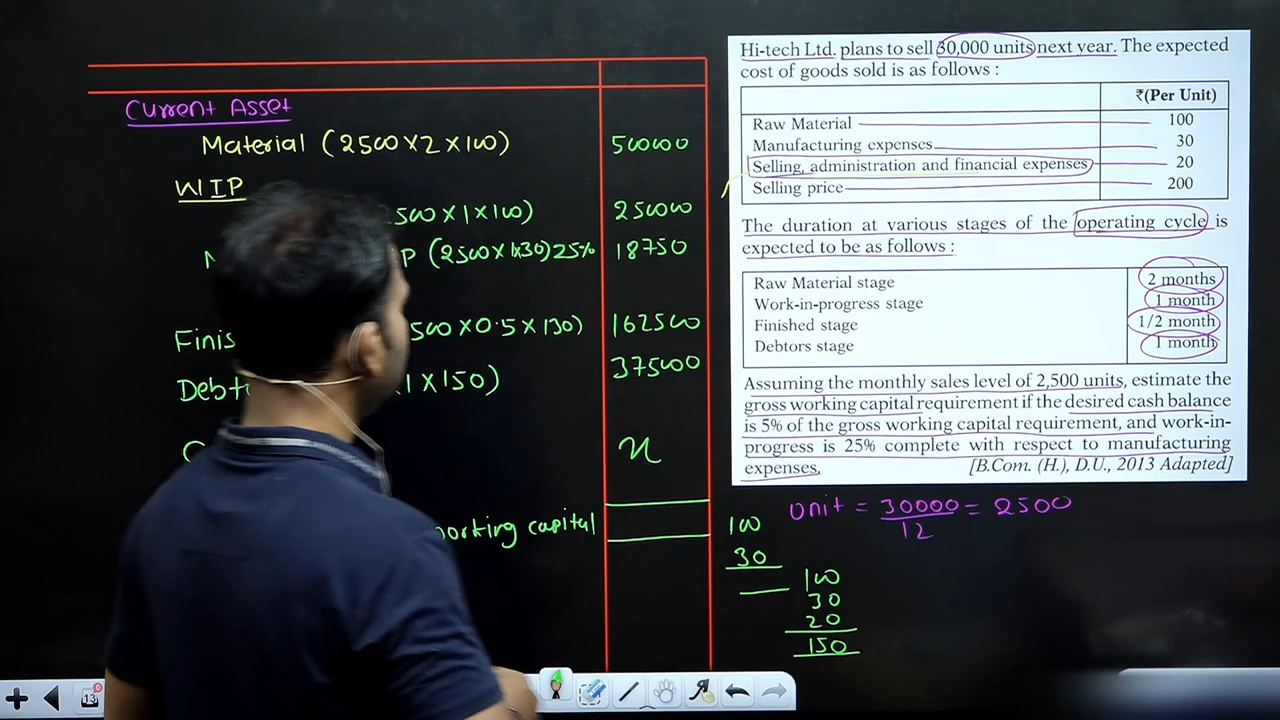 Current Asset
Material (2500×2×100) 500000
WIP
500×1×100) 250000
P (2500×1×30)25% 18750
Finis 500×0.5×130) 162500
Debto ×1×150) 375000
C x
working capital
Hi-tech Ltd. plans to sell 30,000 units next year. The expected
cost of goods sold is as follows :
₹(Per Unit)
Raw Material 100
Manufacturing expenses 30
Selling, administration and financial expenses 20
Selling price 200
The duration at various stages of the operating cycle is
expected to be as follows :
Raw Material stage 2 months
Work-in-progress stage 1 month
Finished stage 1/2 month
Debtors stage 1 month
Assuming the monthly sales level of 2,500 units, estimate the
gross working capital requirement if the desired cash balance
is 5% of the gross working capital requirement, and work-in-
progress is 25% complete with respect to manufacturing
expenses. [B.Com. (H.), D.U., 2013 Adapted]
Unit = 30000/12 = 2500
100
30
100
30
20
150
13